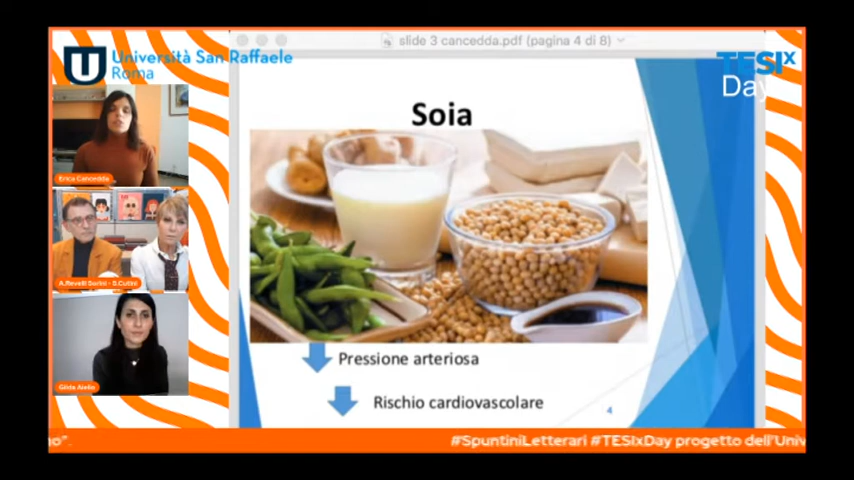 slide 3 cancedda.pdf (pagina 4 di 8)
Università San Raffaele
Roma
TESIx
Day
Soia
Erica Cancedda
A.Revelli Sorini - S.Cutini
Gilda Aiello
Pressione arteriosa
Rischio cardiovascolare
4
no". #SpuntiniLetterari #TESIxDay progetto dell'Univ